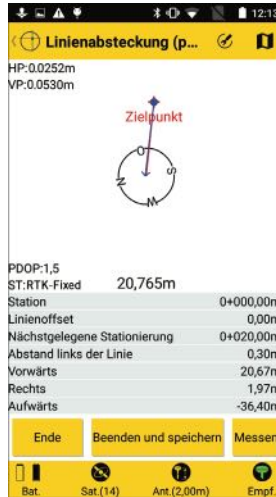 12:13
Linienabsteckung (p...
HP:0.0252m
VP:0.0530m
Zielpunkt
O
N
S
W
PDOP:1,5
ST:RTK-Fixed
20,765m
Station 0+000,00m
Linienoffset 0,00m
Nächstgelegene Stationierung 0+020,00m
Abstand links der Linie 0,30m
Vorwärts 20,67m
Rechts 1,97m
Aufwärts -36,40m
Ende
Beenden und speichern
Messen
Bat.
Sat.(14)
Ant.(2,00m)
Empf.